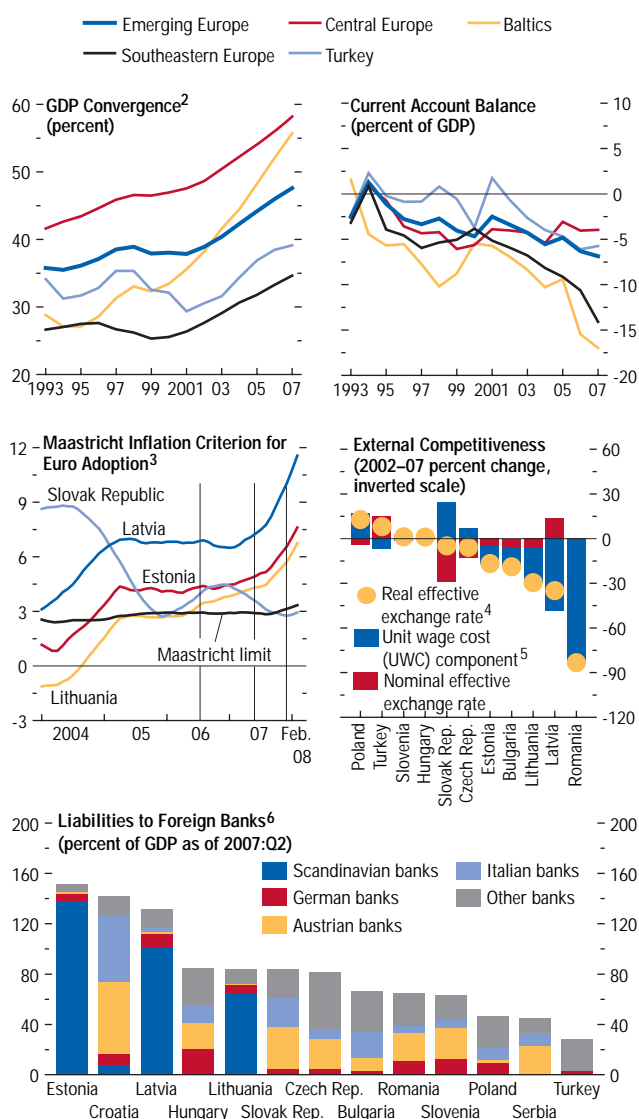 Emerging Europe Central Europe Baltics
Southeastern Europe Turkey
GDP Convergence2
(percent)
60
50
40
30
20
1993 95 97 99 2001 03 05 07
Current Account Balance
(percent of GDP)
10
5
0
-5
-10
-15
-20
1993 95 97 99 2001 03 05 07
Maastricht Inflation Criterion for
Euro Adoption3
12
9
6
3
0
-3
Slovak Republic
Latvia
Estonia
Maastricht limit
Lithuania
2004 05 06 07 Feb.
08
External Competitiveness
(2002–07 percent change,
inverted scale)
60
30
0
-30
-60
-90
-120
Real effective
exchange rate4
Unit wage cost
(UWC) component5
Nominal effective
exchange rate
Poland
Turkey
Slovenia
Hungary
Slovak Rep.
Czech Rep.
Estonia
Bulgaria
Lithuania
Latvia
Romania
Liabilities to Foreign Banks6
(percent of GDP as of 2007:Q2)
200
160
120
80
40
0
200
160
120
80
40
0
Scandinavian banks Italian banks
German banks Other banks
Austrian banks
Estonia Latvia Lithuania Czech Rep. Romania Poland Turkey
Croatia Hungary Slovak Rep. Bulgaria Slovenia Serbia